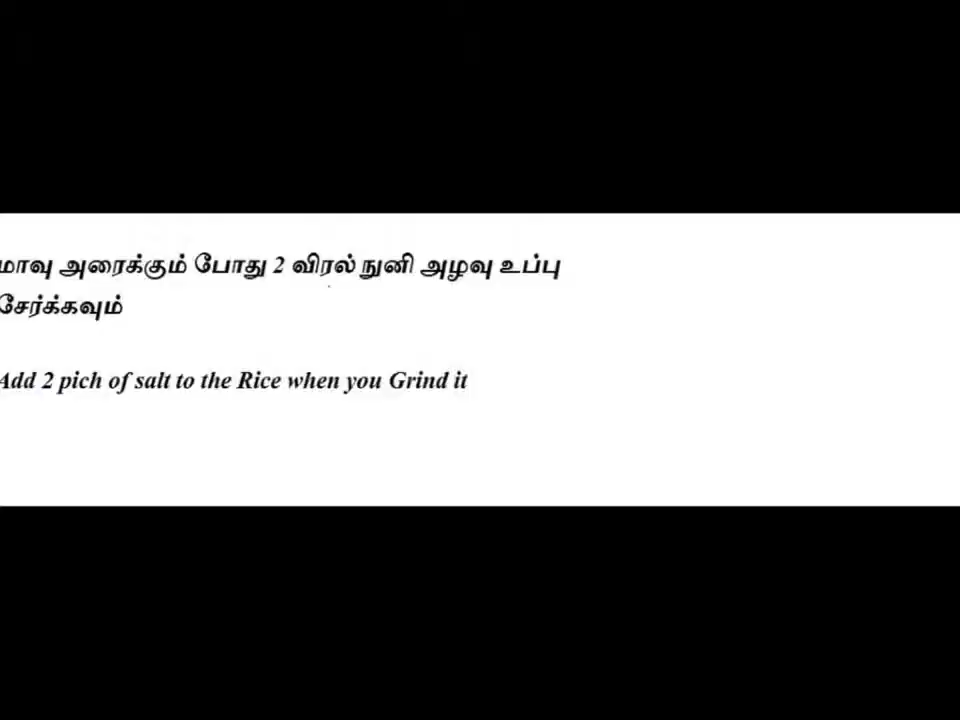 மாவு அரைக்கும் போது 2 விரல் நுனி அழவு உப்பு
சேர்க்கவும்
Add 2 pich of salt to the Rice when you Grind it